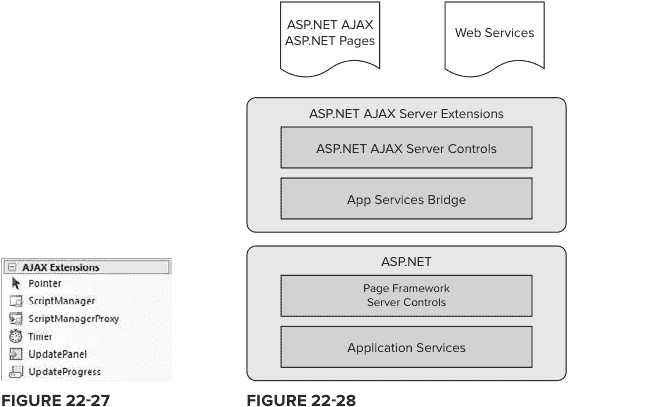 ASP.NET AJAX
ASP.NET Pages
Web Services
ASP.NET AJAX Server Extensions
ASP.NET AJAX Server Controls
App Services Bridge
ASP.NET
Page Framework
Server Controls
Application Services
AJAX Extensions
Pointer
ScriptManager
ScriptManagerProxy
Timer
UpdatePanel
UpdateProgress
FIGURE 22-27
FIGURE 22-28